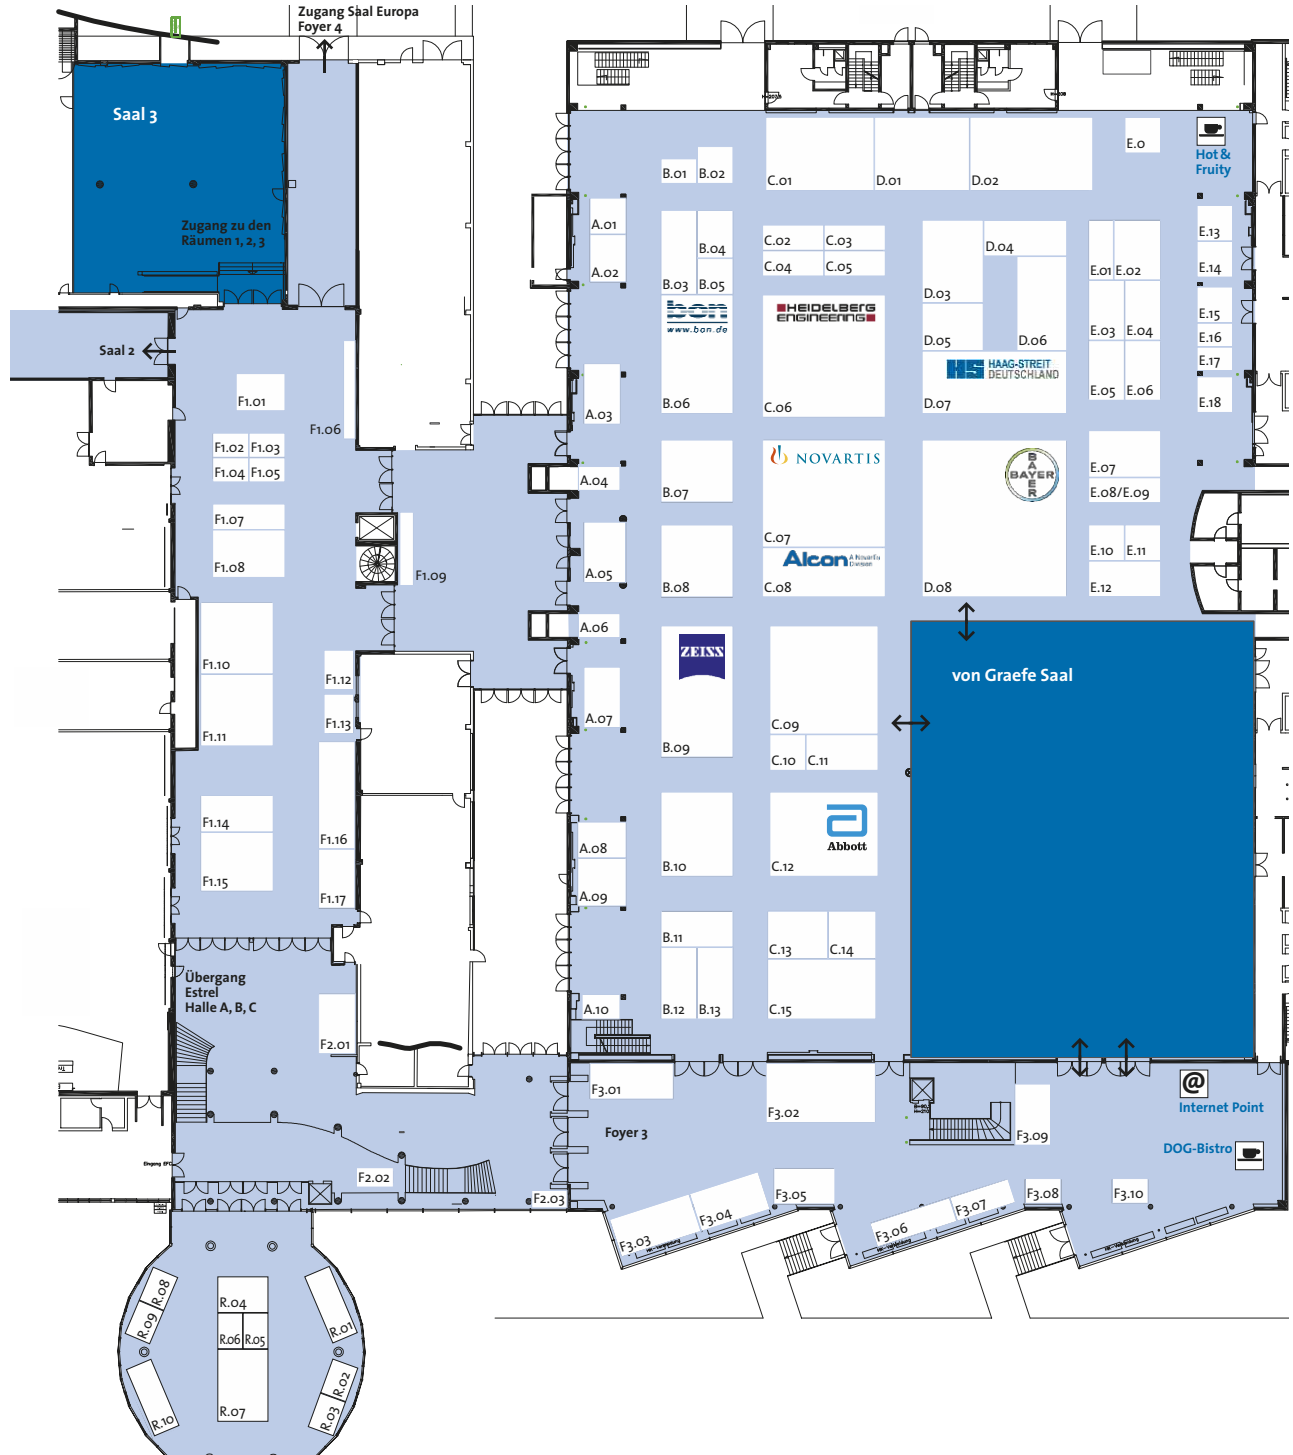 Zugang Saal Europa
Foyer 4
Saal 3
Zugang zu den
Räumen 1, 2, 3
Saal 2
F1.01
F1.06
F1.02
F1.03
F1.04
F1.05
F1.07
F1.08
F1.09
F1.10
F1.11
F1.12
F1.13
F1.14
F1.15
F1.16
F1.17
Übergang
Estrel
Halle A, B, C
F2.01
F2.02
F2.03
Eingang EFC
R.08
R.09
R.04
R.06
R.05
R.07
R.01
R.02
R.03
R.10
B.01
B.02
C.01
D.01
D.02
E.0
Hot &
Fruity
A.01
A.02
B.03
B.04
B.05
C.02
C.03
C.04
C.05
D.03
D.04
D.05
D.06
E.01
E.02
E.03
E.04
E.05
E.06
E.13
E.14
E.15
E.16
E.17
E.18
bon
www.bon.de
B.06
HEIDELBERG
ENGINEERING
C.06
HS HAAG-STREIT
DEUTSCHLAND
D.07
A.03
A.04
A.05
A.06
A.07
A.08
A.09
A.10
B.07
B.08
NOVARTIS
C.07
Alcon A Novartis
Division
C.08
BAYER
BAYER
D.08
E.07
E.08/E.09
E.10
E.11
E.12
ZEISS
B.09
C.09
C.10
C.11
von Graefe Saal
B.10
Abbott
C.12
B.11
B.12
B.13
C.13
C.14
C.15
F3.01
F3.02
Foyer 3
F3.09
@
Internet Point
DOG-Bistro
F3.03
F3.04
F3.05
F3.06
F3.07
F3.08
F3.10